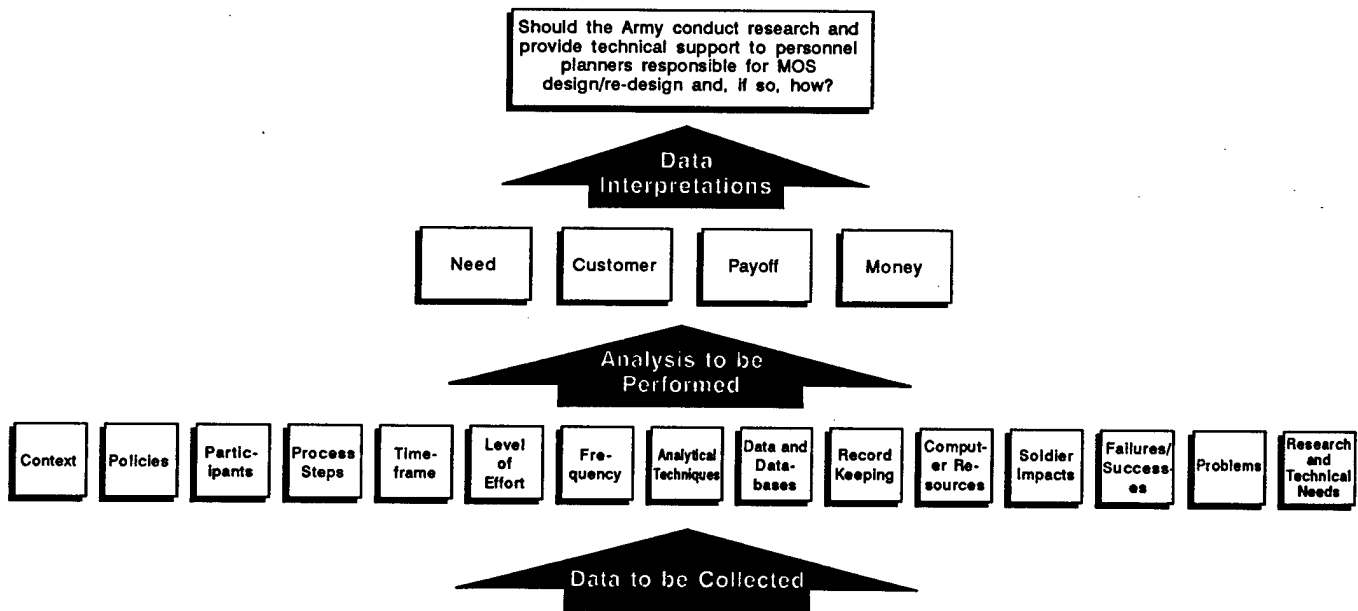 Should the Army conduct research and
provide technical support to personnel
planners responsible for MOS
design/re-design and, if so, how?
Data
Interpretations
Need
Customer
Payoff
Money
Analysis to be
Performed
Context
Policies
Partic-
ipants
Process
Steps
Time-
frame
Level
of
Effort
Fre-
quency
Analytical
Techniques
Data and
Data-
bases
Record
Keeping
Comput-
er Re-
sources
Soldier
Impacts
Failures/
Success-
es
Problems
Research
and
Technical
Needs
Data to be Collected